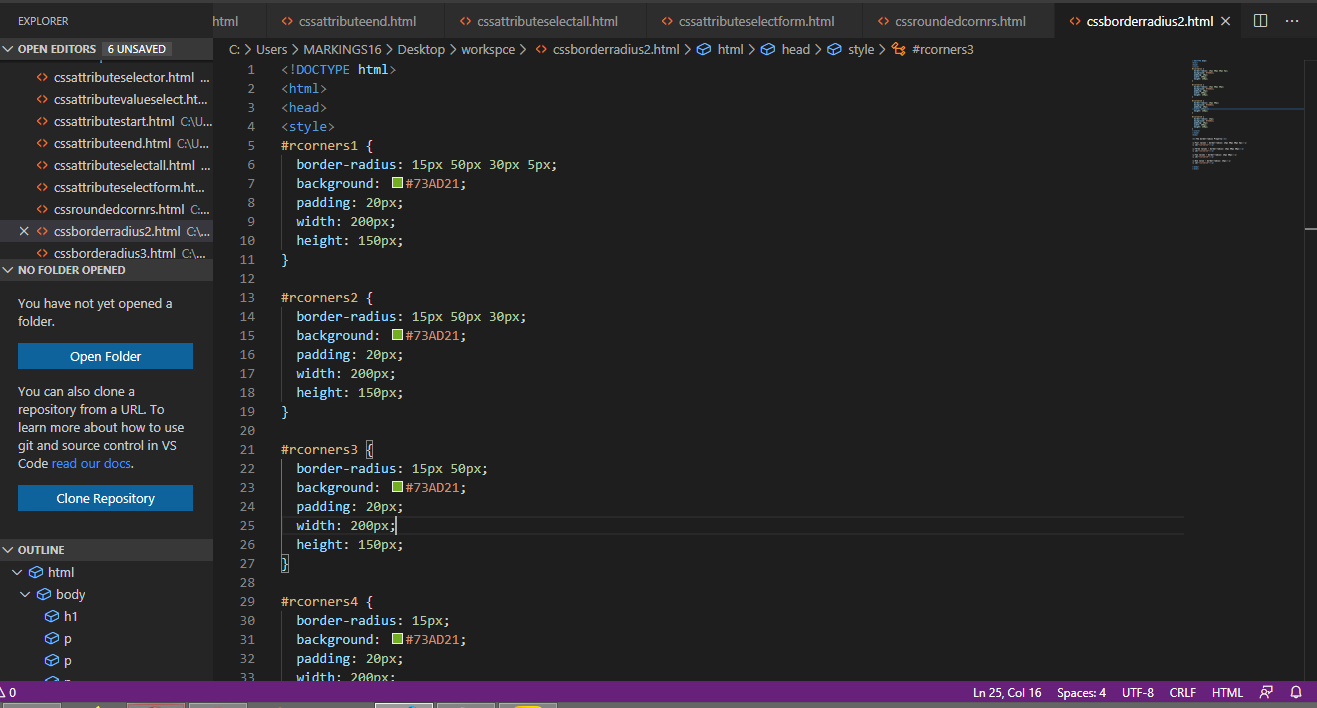 EXPLORER
html
cssattributeend.html
cssattributeselectall.html
cssattributeselectform.html
cssroundedcornrs.html
cssborderradius2.html
OPEN EDITORS 6 UNSAVED
cssattributeselector.html ...
cssattributevalueselect.ht...
cssattributestart.html C:\U...
cssattributeend.html C:\U...
cssattributeselectall.html ...
cssattributeselectform.ht...
cssroundedcornrs.html C:...
cssborderradius2.html C:\...
cssborderadius3.html C:\...
NO FOLDER OPENED
You have not yet opened a
folder.
Open Folder
You can also clone a
repository from a URL. To
learn more about how to use
git and source control in VS
Code read our docs.
Clone Repository
OUTLINE
html
body
h1
p
p
C: > Users > MARKINGS16 > Desktop > workspce > cssborderradius2.html > html > head > style > #rcorners3
1 <!DOCTYPE html>
2 <html>
3 <head>
4 <style>
5 #rcorners1 {
6 border-radius: 15px 50px 30px 5px;
7 background: #73AD21;
8 padding: 20px;
9 width: 200px;
10 height: 150px;
11 }
12
13 #rcorners2 {
14 border-radius: 15px 50px 30px;
15 background: #73AD21;
16 padding: 20px;
17 width: 200px;
18 height: 150px;
19 }
20
21 #rcorners3 {
22 border-radius: 15px 50px;
23 background: #73AD21;
24 padding: 20px;
25 width: 200px;
26 height: 150px;
27 }
28
29 #rcorners4 {
30 border-radius: 15px;
31 background: #73AD21;
32 padding: 20px;
33 width: 200px;
0
Ln 25, Col 16
Spaces: 4
UTF-8
CRLF
HTML